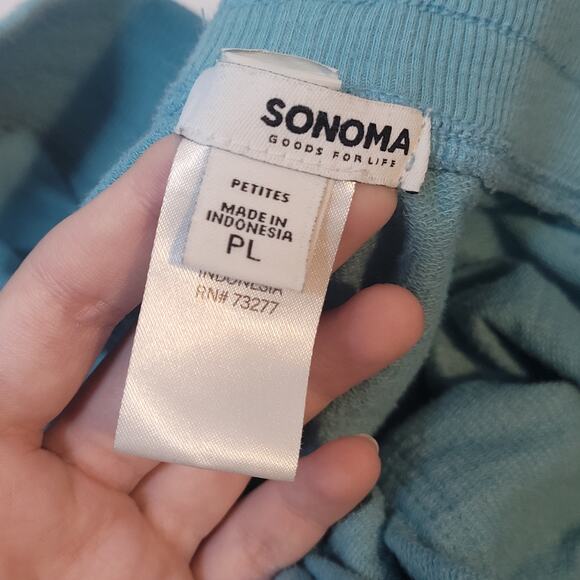 SONOMA
GOODS FOR LIFE
PETITES
MADE IN
INDONESIA
PL
INDONESIA
RN# 73277